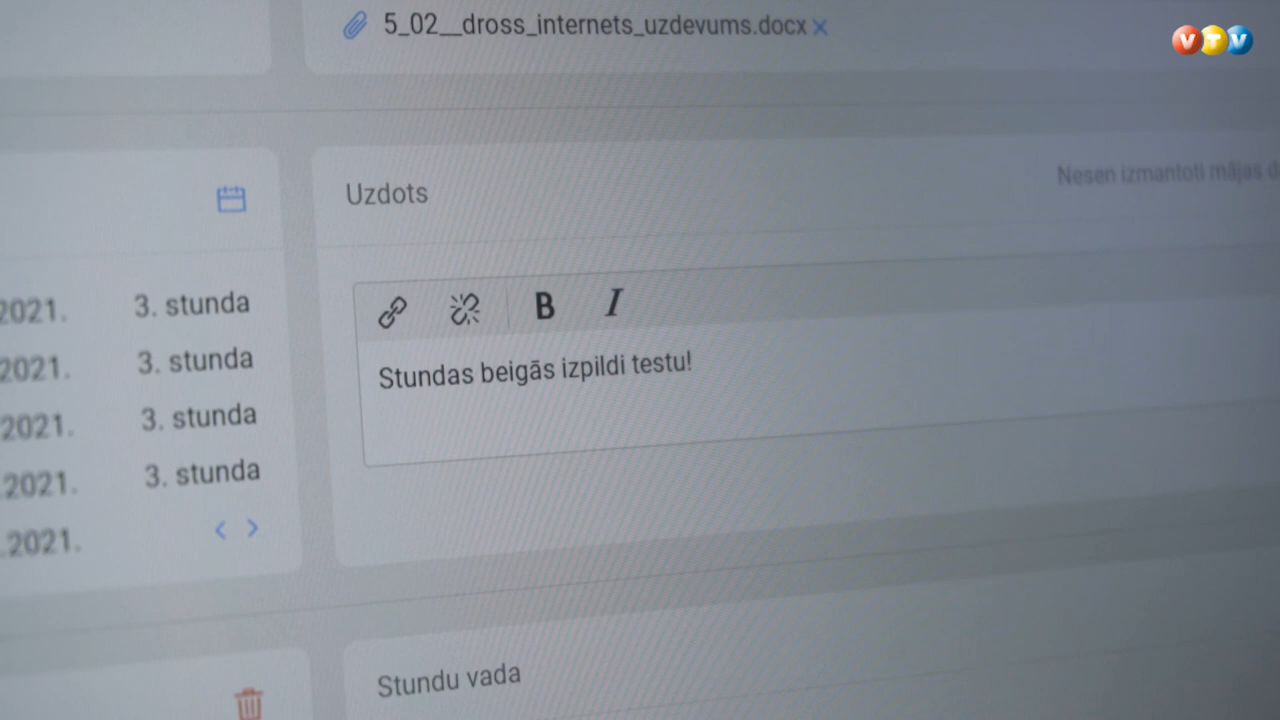 5_02__dross_internets_uzdevums.docx
VTV
Uzdots
Nesen izmantoti mājas
2021. 3. stunda
2021. 3. stunda
2021. 3. stunda
.2021. 3. stunda
.2021.
B I
Stundas beigās izpildi testu!
Stundu vada